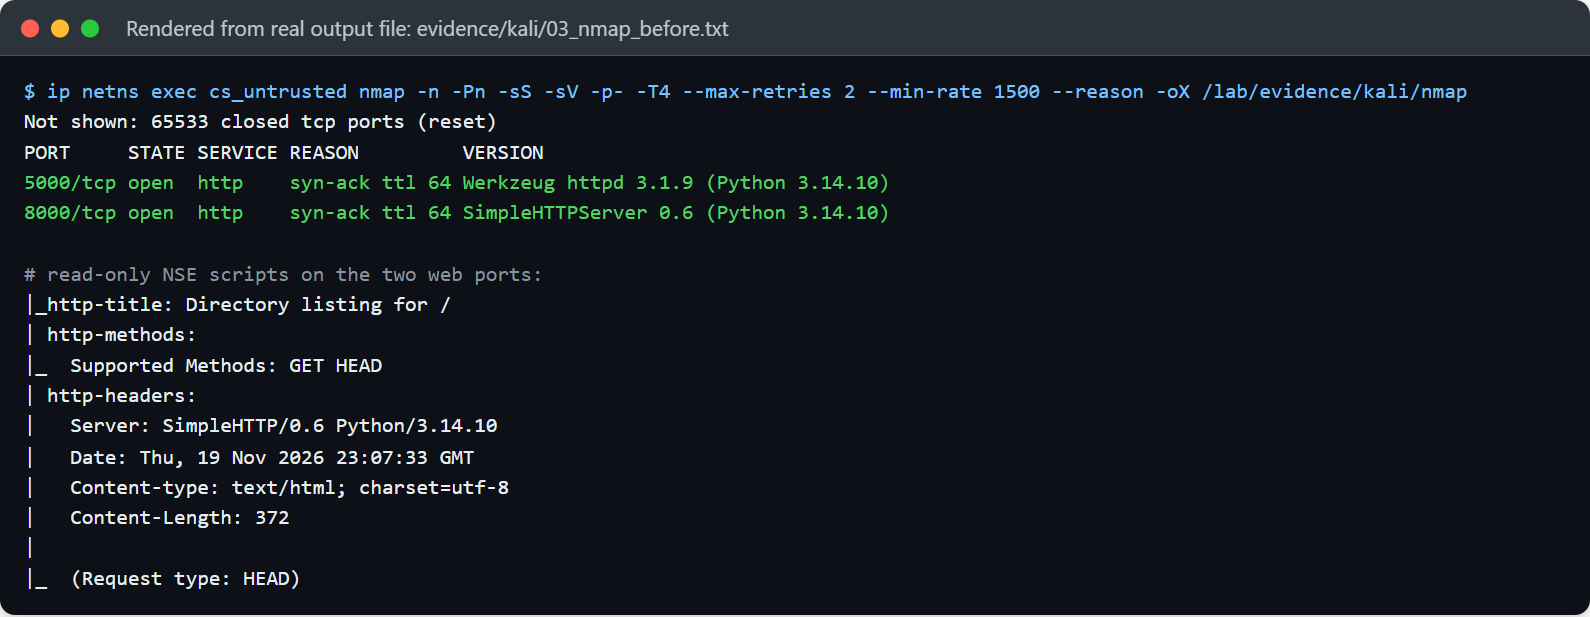 Rendered from real output file: evidence/kali/03_nmap_before.txt
$ ip netns exec cs_untrusted nmap -n -Pn -sS -sV -p- -T4 --max-retries 2 --min-rate 1500 --reason -oX /lab/evidence/kali/nmap
Not shown: 65533 closed tcp ports (reset)
PORT     STATE SERVICE REASON         VERSION
5000/tcp open  http    syn-ack ttl 64 Werkzeug httpd 3.1.9 (Python 3.14.10)
8000/tcp open  http    syn-ack ttl 64 SimpleHTTPServer 0.6 (Python 3.14.10)
# read-only NSE scripts on the two web ports:
|_http-title: Directory listing for /
| http-methods:
|_  Supported Methods: GET HEAD
| http-headers:
|   Server: SimpleHTTP/0.6 Python/3.14.10
|   Date: Thu, 19 Nov 2026 23:07:33 GMT
|   Content-type: text/html; charset=utf-8
|   Content-Length: 372
|
|_  (Request type: HEAD)